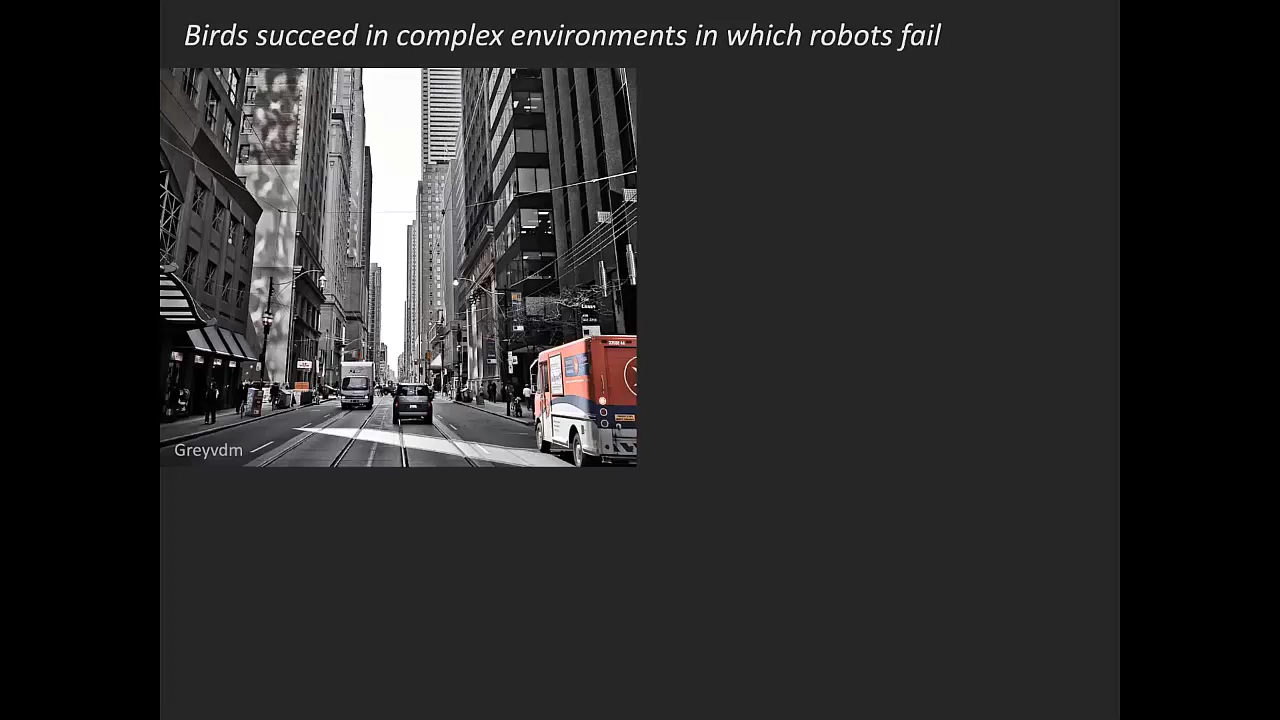 Birds succeed in complex environments in which robots fail
Greyvdm